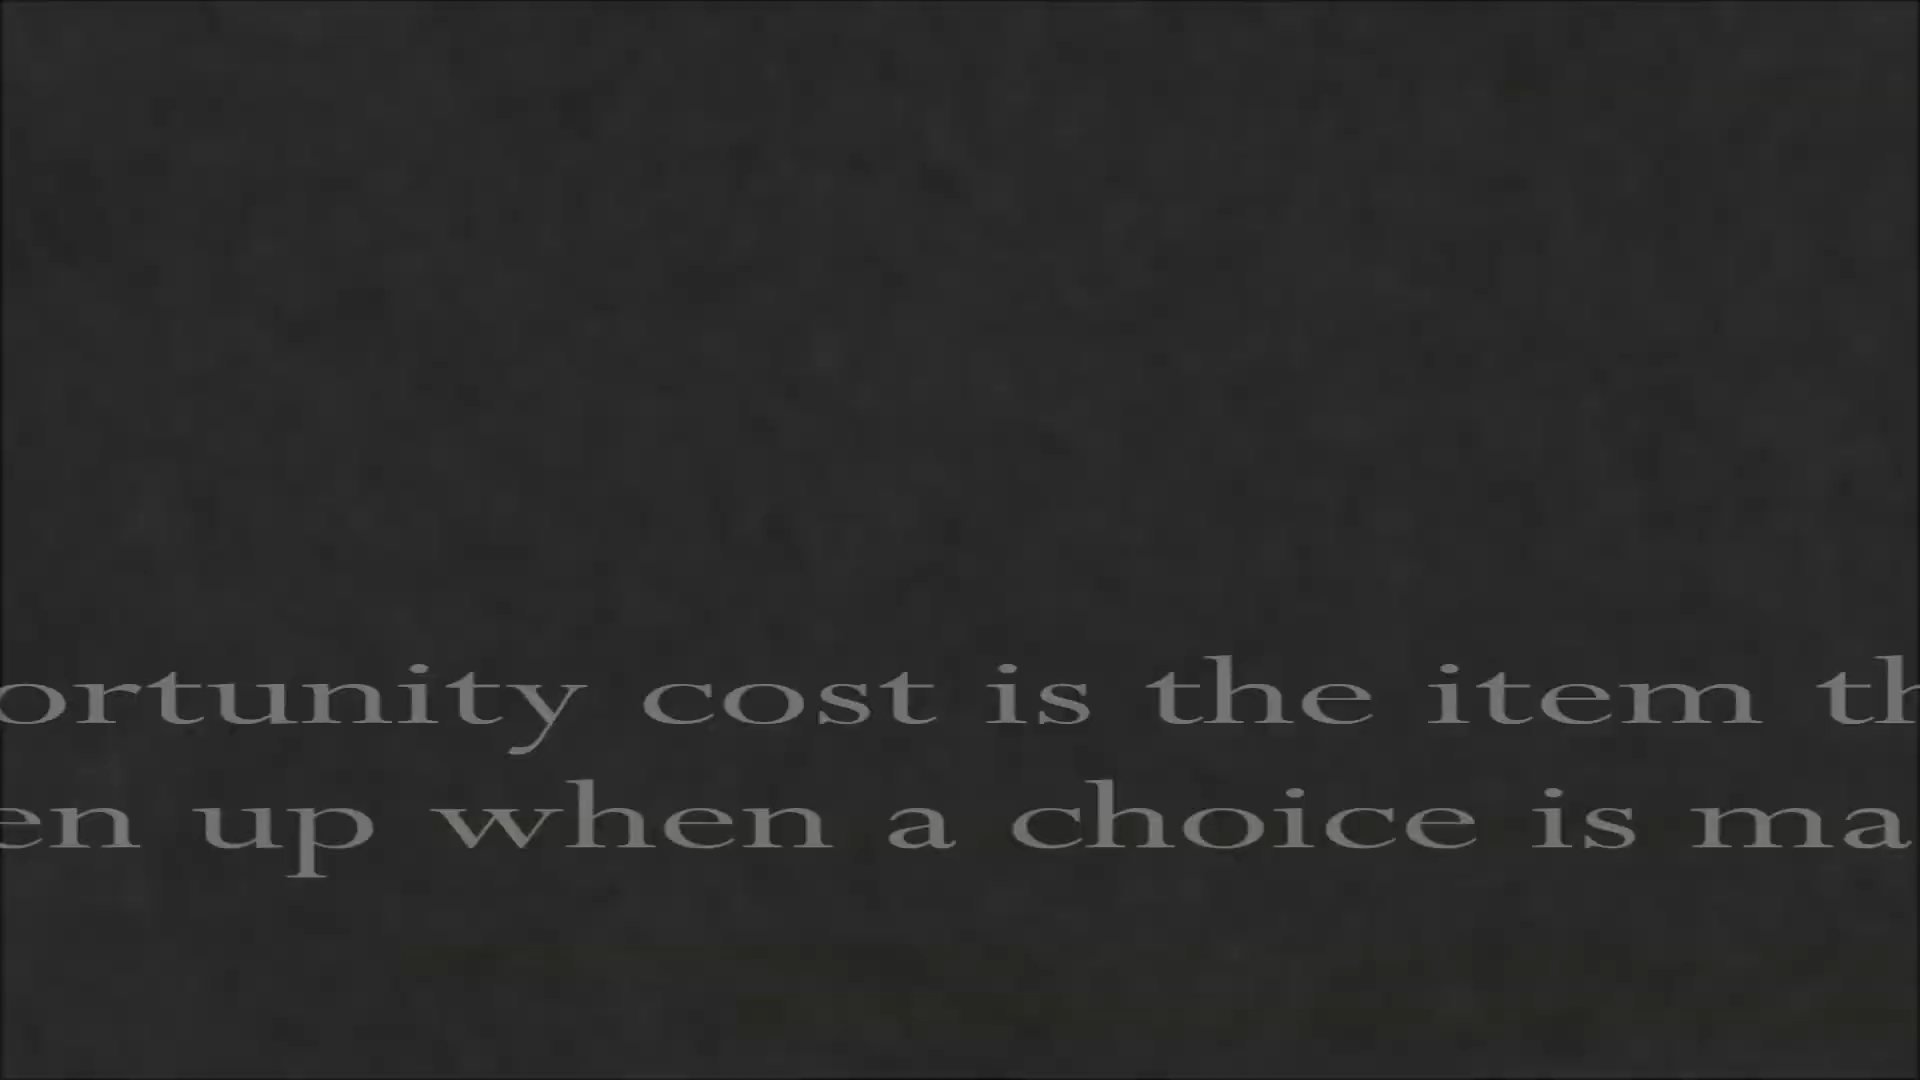 ortunity cost is the item th
en up when a choice is ma